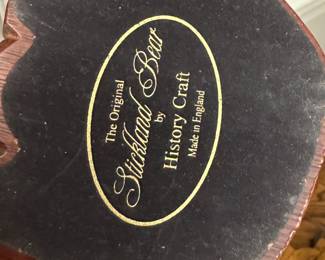 The Original
Stickland Bear
by
History Craft
Made in England